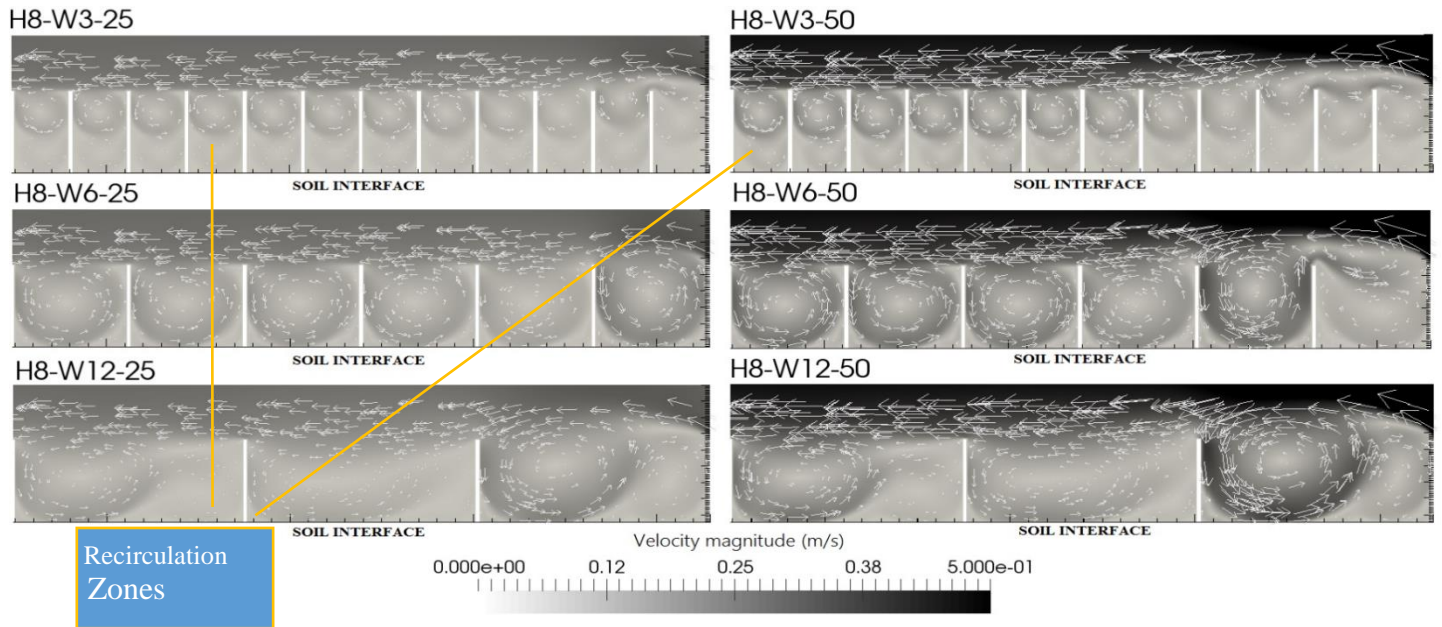 H8-W3-25
H8-W3-50
SOIL INTERFACE
SOIL INTERFACE
H8-W6-25
H8-W6-50
SOIL INTERFACE
SOIL INTERFACE
H8-W12-25
H8-W12-50
SOIL INTERFACE
SOIL INTERFACE
Recirculation
Zones
Velocity magnitude (m/s)
0.000e+00 0.12 0.25 0.38 5.000e-01